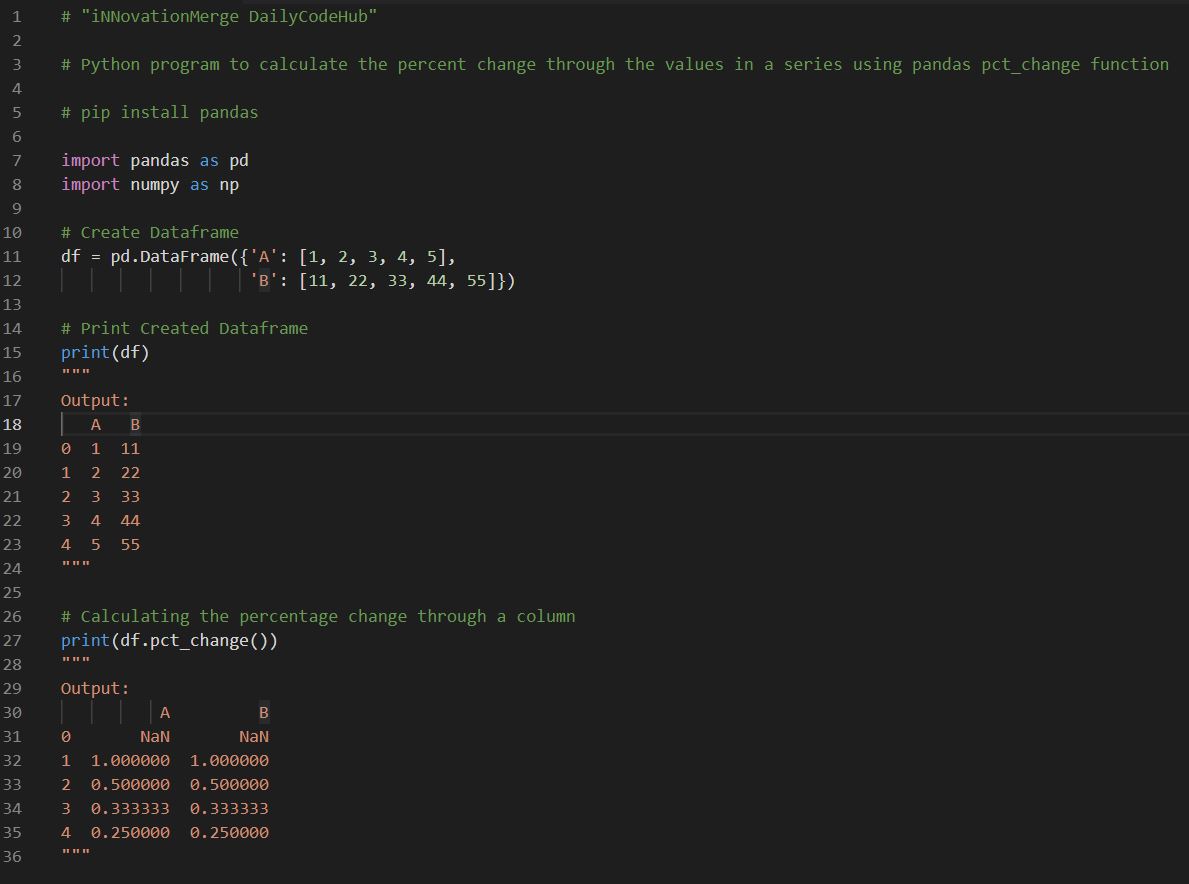 1 # "iNNovationMerge DailyCodeHub"
2
3 # Python program to calculate the percent change through the values in a series using pandas pct_change function
4
5 # pip install pandas
6
7 import pandas as pd
8 import numpy as np
9
10 # Create Dataframe
11 df = pd.DataFrame({'A': [1, 2, 3, 4, 5],
12                    'B': [11, 22, 33, 44, 55]})
13
14 # Print Created Dataframe
15 print(df)
16 """
17 Output:
18    A   B
19 0  1  11
20 1  2  22
21 2  3  33
22 3  4  44
23 4  5  55
24 """
25
26 # Calculating the percentage change through a column
27 print(df.pct_change())
28 """
29 Output:
30           A         B
31 0       NaN       NaN
32 1  1.000000  1.000000
33 2  0.500000  0.500000
34 3  0.333333  0.333333
35 4  0.250000  0.250000
36 """